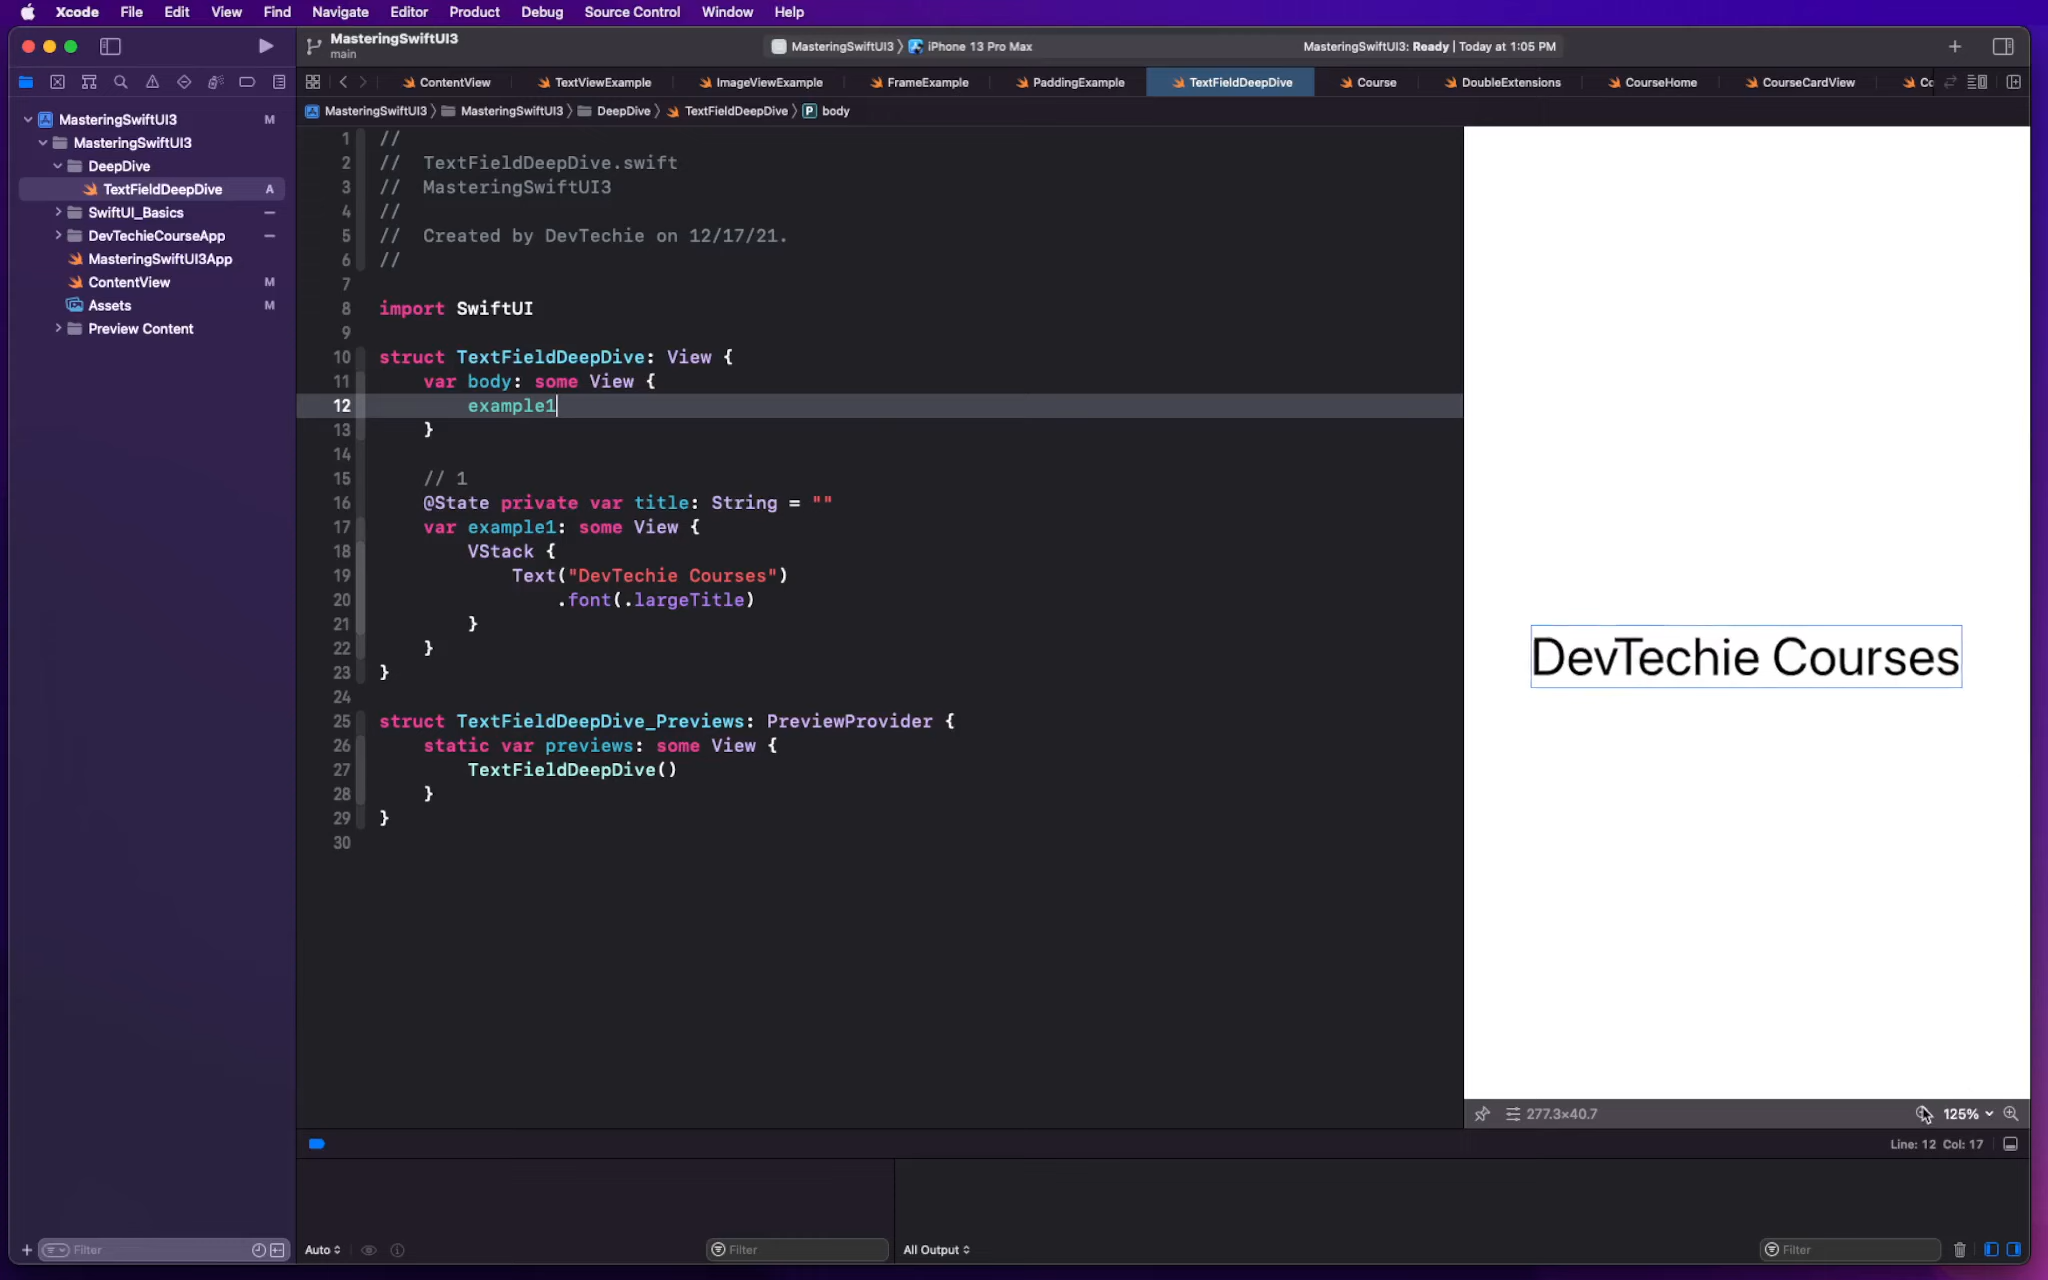 Xcode File Edit View Find Navigate Editor Product Debug Source Control Window Help
MasteringSwiftUI3
main
MasteringSwiftUI3 iPhone 13 Pro Max
MasteringSwiftUI3: Ready | Today at 1:05 PM
ContentView TextViewExample ImageViewExample FrameExample PaddingExample TextFieldDeepDive Course DoubleExtensions CourseHome CourseCardView Co
MasteringSwiftUI3 MasteringSwiftUI3 DeepDive TextFieldDeepDive P body
MasteringSwiftUI3 M
MasteringSwiftUI3
DeepDive
TextFieldDeepDive A
SwiftUI_Basics
DevTechieCourseApp
MasteringSwiftUI3App
ContentView M
Assets M
Preview Content
1 //
2 //  TextFieldDeepDive.swift
3 //  MasteringSwiftUI3
4 //
5 //  Created by DevTechie on 12/17/21.
6 //
7
8 import SwiftUI
9
10 struct TextFieldDeepDive: View {
11     var body: some View {
12         example1
13     }
14
15     // 1
16     @State private var title: String = ""
17     var example1: some View {
18         VStack {
19             Text("DevTechie Courses")
20                 .font(.largeTitle)
21         }
22     }
23 }
24
25 struct TextFieldDeepDive_Previews: PreviewProvider {
26     static var previews: some View {
27         TextFieldDeepDive()
28     }
29 }
30
DevTechie Courses
277.3×40.7
125%
Line: 12 Col: 17
Filter
Auto
Filter
All Output
Filter